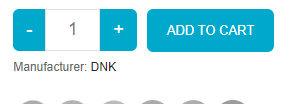 - 1 + ADD TO CART
Manufacturer: DNK